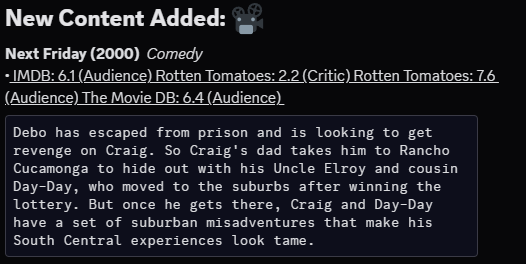 New Content Added:
Next Friday (2000) Comedy
• IMDB: 6.1 (Audience) Rotten Tomatoes: 2.2 (Critic) Rotten Tomatoes: 7.6
(Audience) The Movie DB: 6.4 (Audience)
Debo has escaped from prison and is looking to get
revenge on Craig. So Craig's dad takes him to Rancho
Cucamonga to hide out with his Uncle Elroy and cousin
Day-Day, who moved to the suburbs after winning the
lottery. But once he gets there, Craig and Day-Day
have a set of suburban misadventures that make his
South Central experiences look tame.